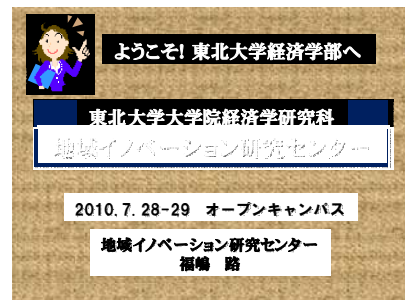 ようこそ! 東北大学経済学部へ
東北大学大学院経済学研究科
地域イノベーション研究センター
2010.7.28-29　オープンキャンパス
地域イノベーション研究センター
福嶋　路